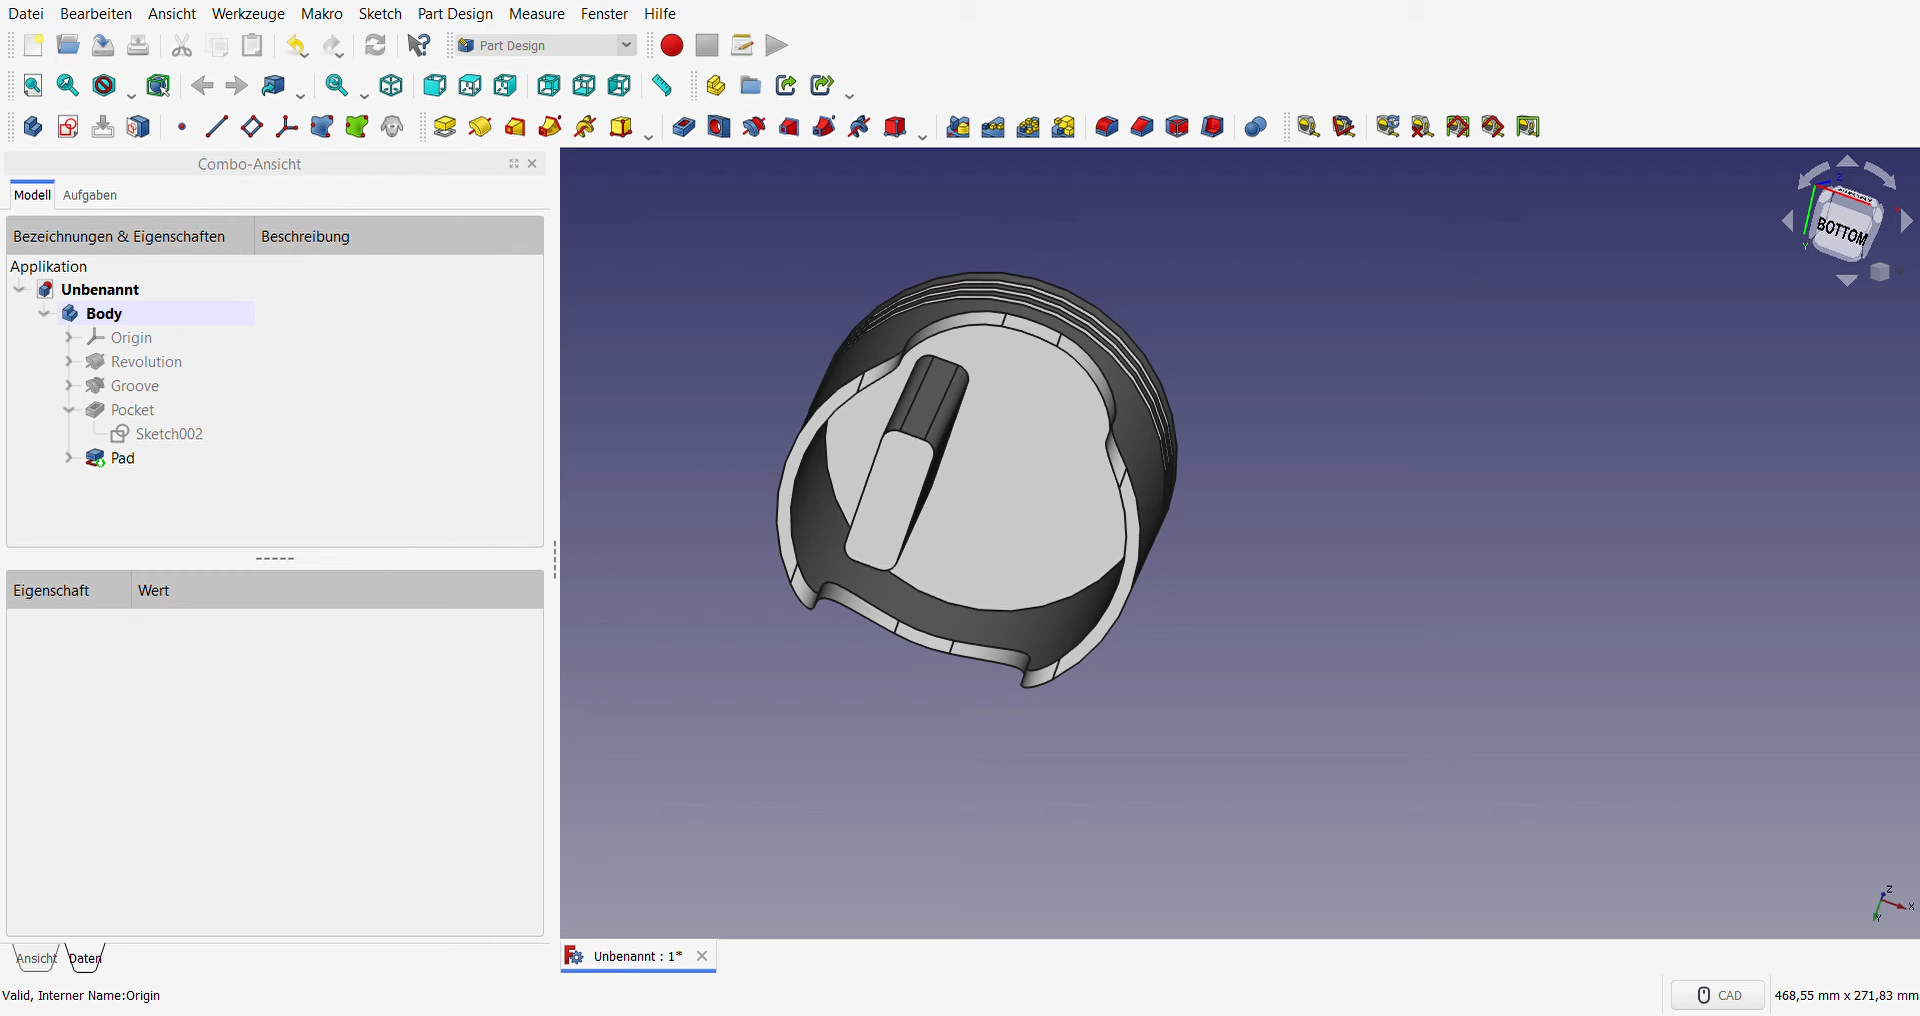 Datei Bearbeiten Ansicht Werkzeuge Makro Sketch Part Design Measure Fenster Hilfe
Part Design
Combo-Ansicht
Modell Aufgaben
Bezeichnungen & Eigenschaften Beschreibung
Applikation
Unbenannt
Body
Origin
Revolution
Groove
Pocket
Sketch002
Pad
Eigenschaft Wert
Ansicht Daten
Z
BOTTOM
Y
Z
X
Y
Unbenannt : 1*
Valid, Interner Name:Origin
CAD
468,55 mm x 271,83 mm